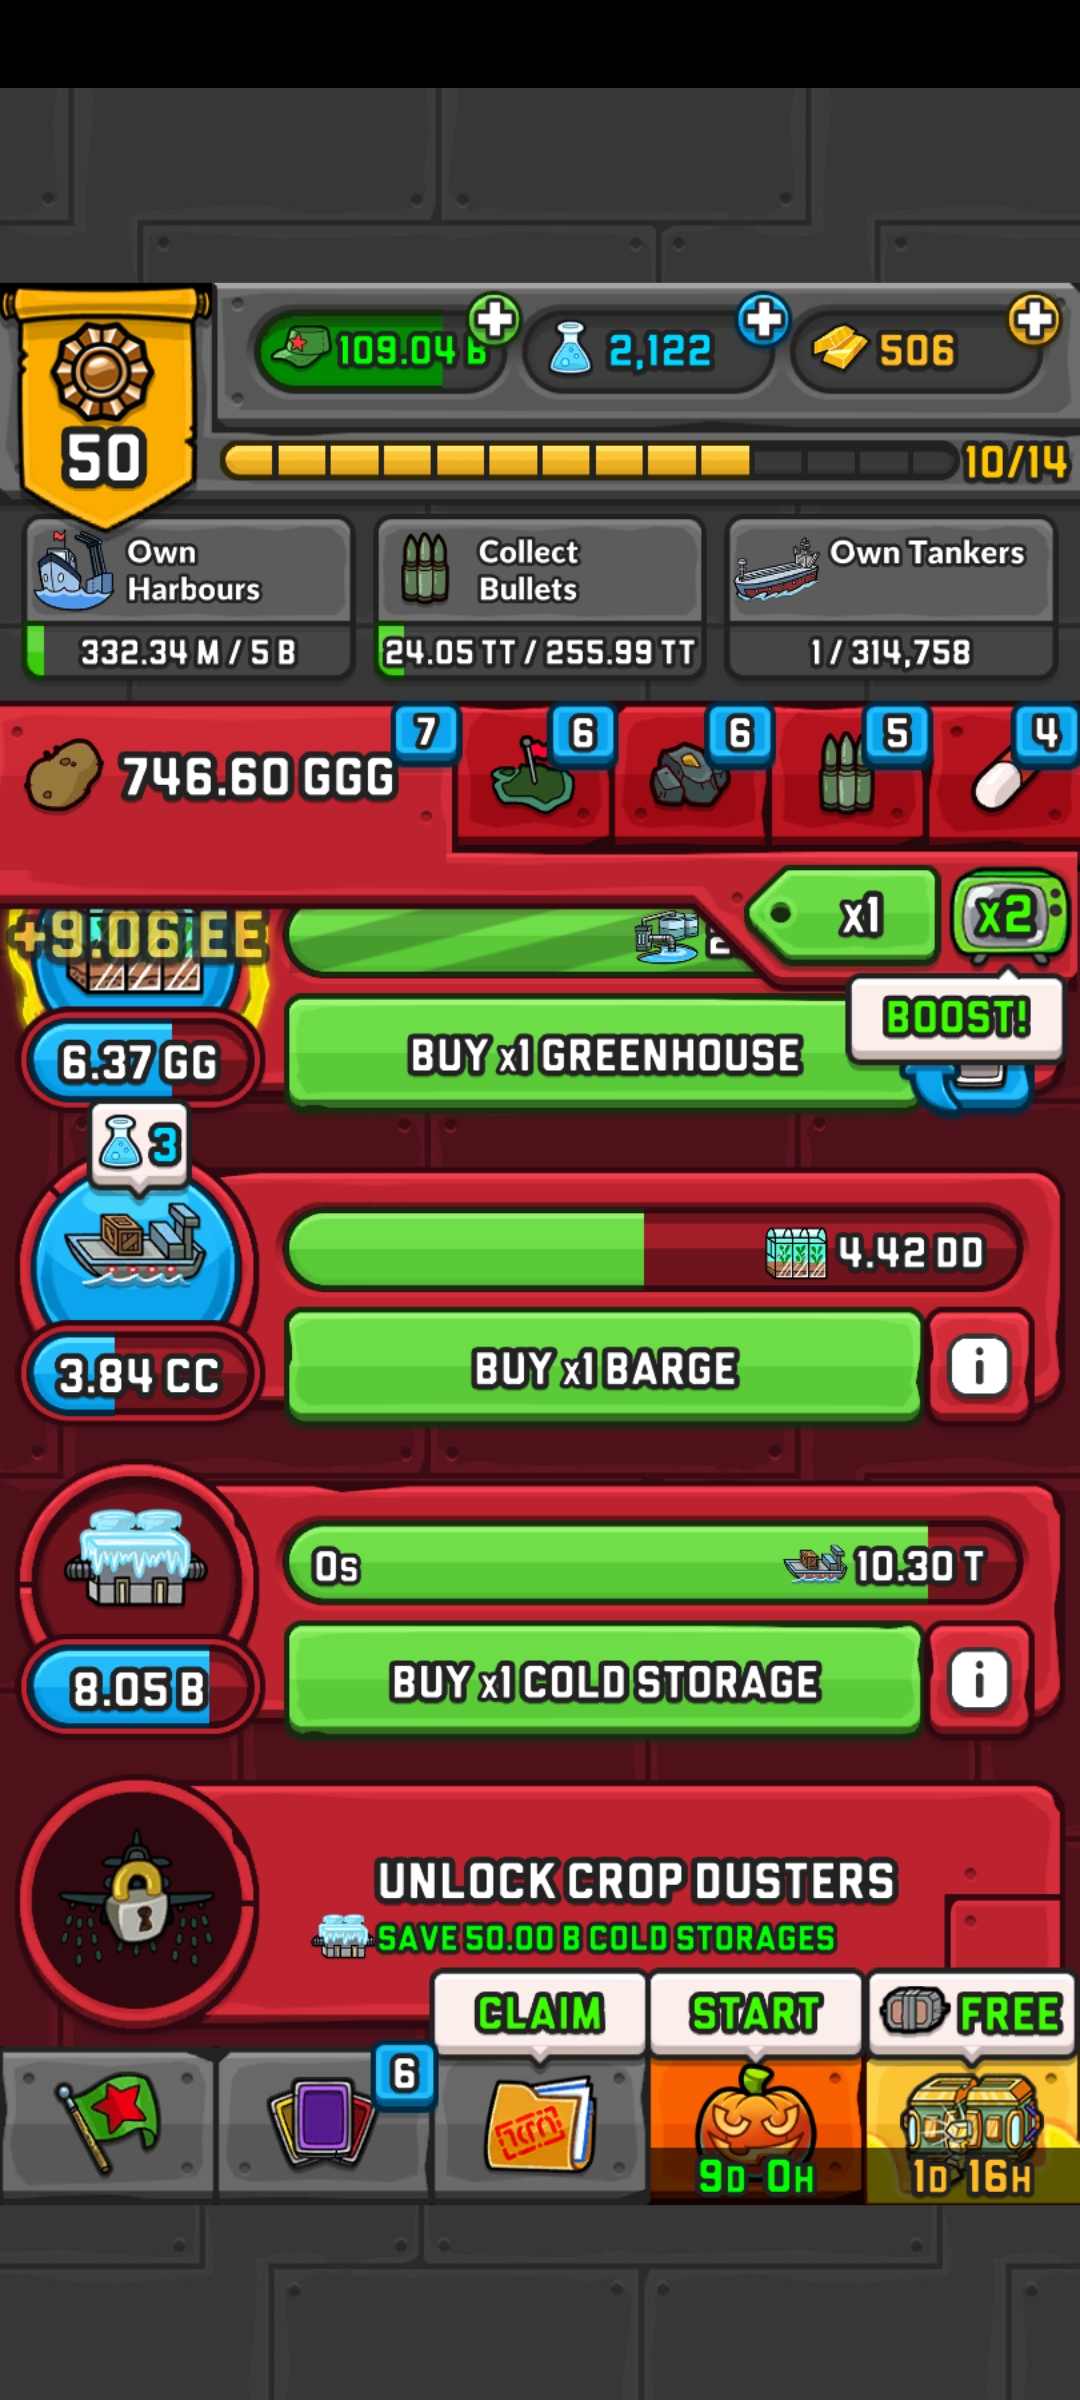 109.04 B
2,122
506
50
10/14
Own
Harbours
Collect
Bullets
Own Tankers
332.34 M / 5 B
24.05 TT / 255.99 TT
1 / 314,758
746.60 GGG
7
6
6
5
4
+9.06 EE
x1
x2
BOOST!
6.37 GG
BUY x1 GREENHOUSE
3
4.42 DD
3.84 CC
BUY x1 BARGE
i
0s
10.30 T
8.05 B
BUY x1 COLD STORAGE
i
UNLOCK CROP DUSTERS
SAVE 50.00 B COLD STORAGES
CLAIM
START
FREE
6
9D 0H
1D 16H